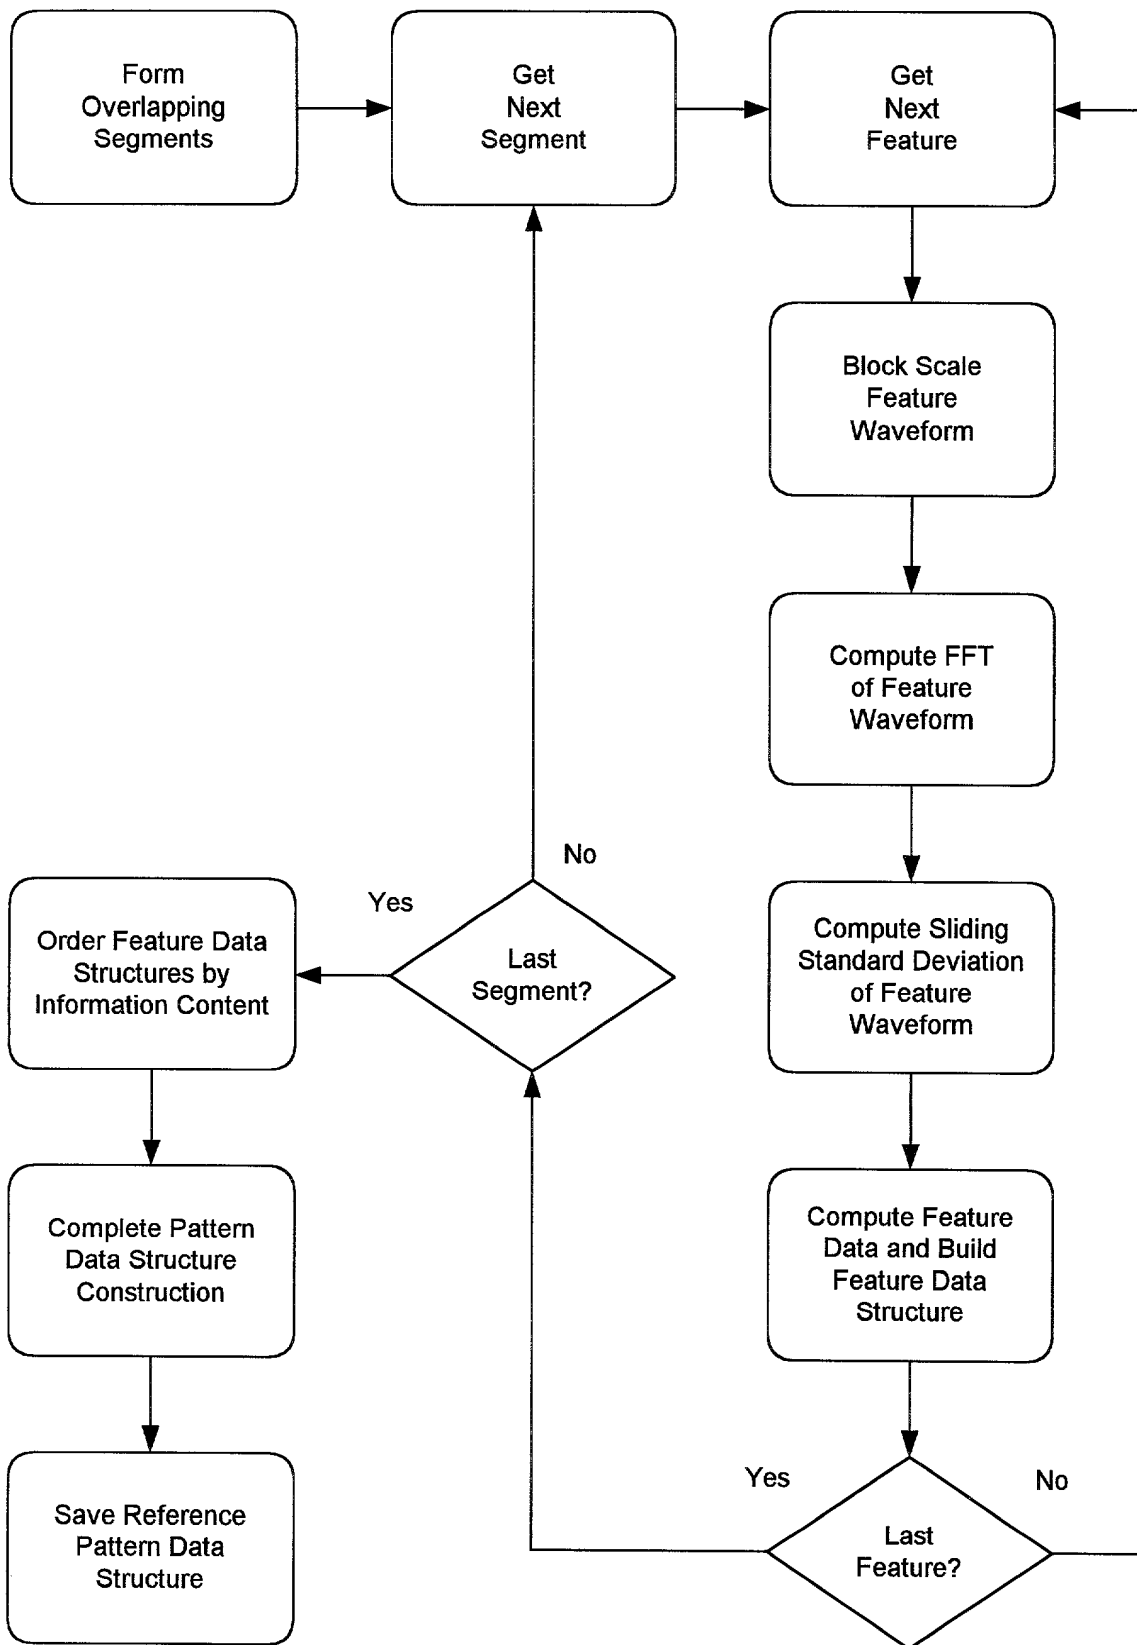 Form
Overlapping
Segments
Get
Next
Segment
Get
Next
Feature
Block Scale
Feature
Waveform
Compute FFT
of Feature
Waveform
No
Yes
Order Feature Data
Structures by
Information Content
Last
Segment?
Compute Sliding
Standard Deviation
of Feature
Waveform
Complete Pattern
Data Structure
Construction
Compute Feature
Data and Build
Feature Data
Structure
Yes
No
Save Reference
Pattern Data
Structure
Last
Feature?